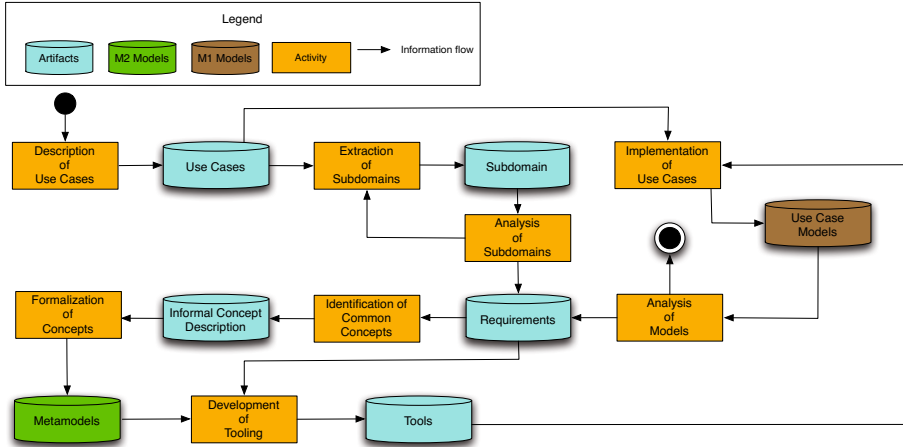 Legend
Artifacts
M2 Models
M1 Models
Activity
Information flow
Description
of
Use Cases
Use Cases
Extraction
of
Subdomains
Subdomain
Implementation
of
Use Cases
Analysis
of
Subdomains
Use Case
Models
Formalization
of
Concepts
Informal Concept
Description
Identification of
Common
Concepts
Requirements
Analysis
of
Models
Metamodels
Development
of
Tooling
Tools